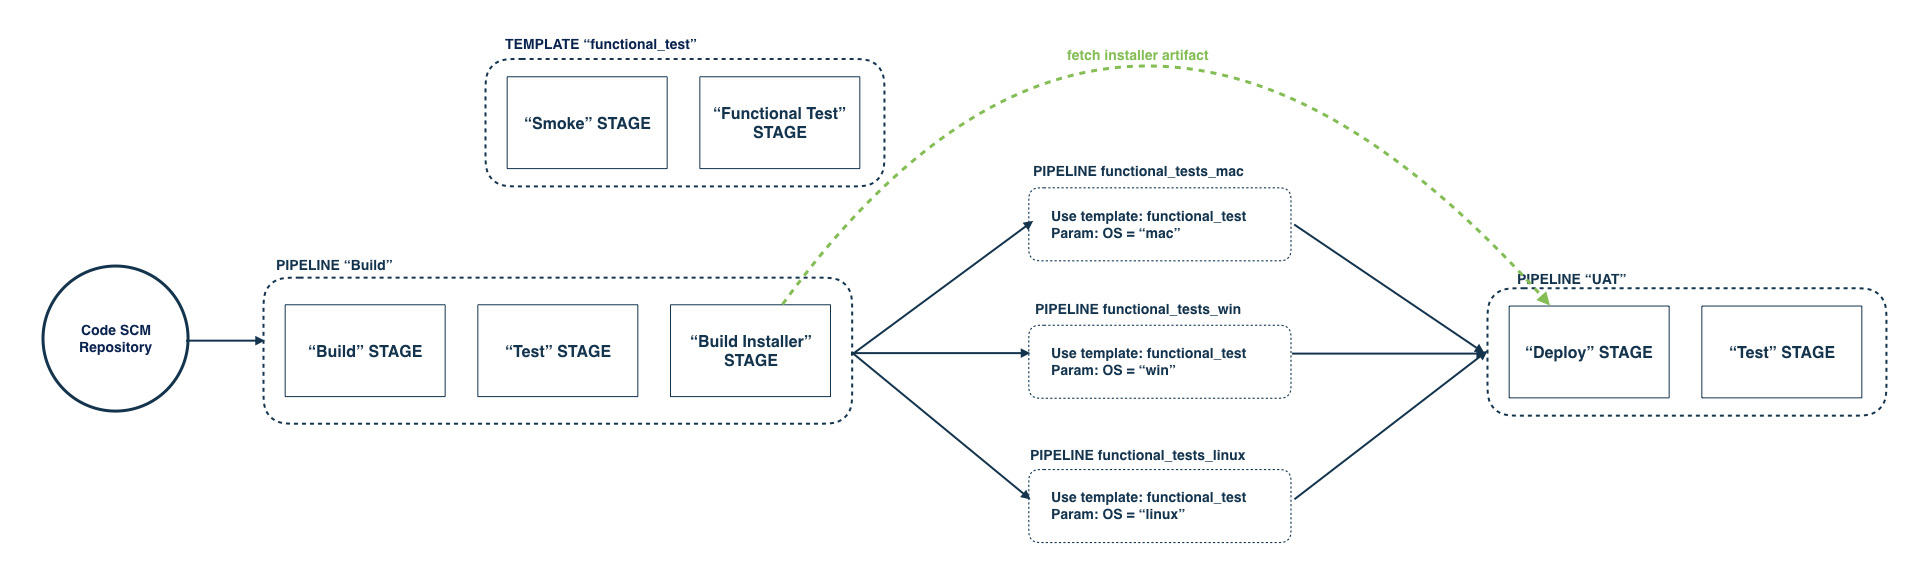 TEMPLATE “functional_test”
“Smoke” STAGE
“Functional Test”
STAGE
fetch installer artifact
Code SCM
Repository
PIPELINE “Build”
“Build” STAGE
“Test” STAGE
“Build Installer”
STAGE
PIPELINE functional_tests_mac
Use template: functional_test
Param: OS = “mac”
PIPELINE functional_tests_win
Use template: functional_test
Param: OS = “win”
PIPELINE functional_tests_linux
Use template: functional_test
Param: OS = “linux”
PIPELINE “UAT”
“Deploy” STAGE
“Test” STAGE